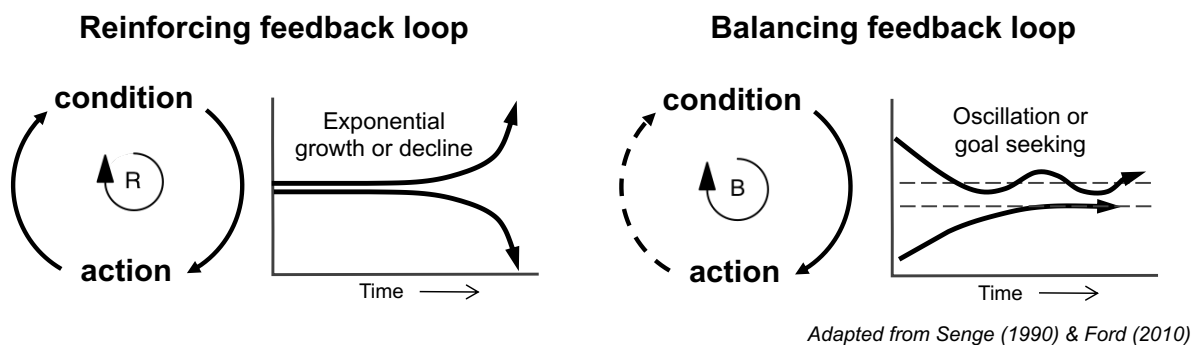 Reinforcing feedback loop
condition
R
action
Exponential
growth or decline
Time
Balancing feedback loop
condition
B
action
Oscillation or
goal seeking
Time
Adapted from Senge (1990) & Ford (2010)